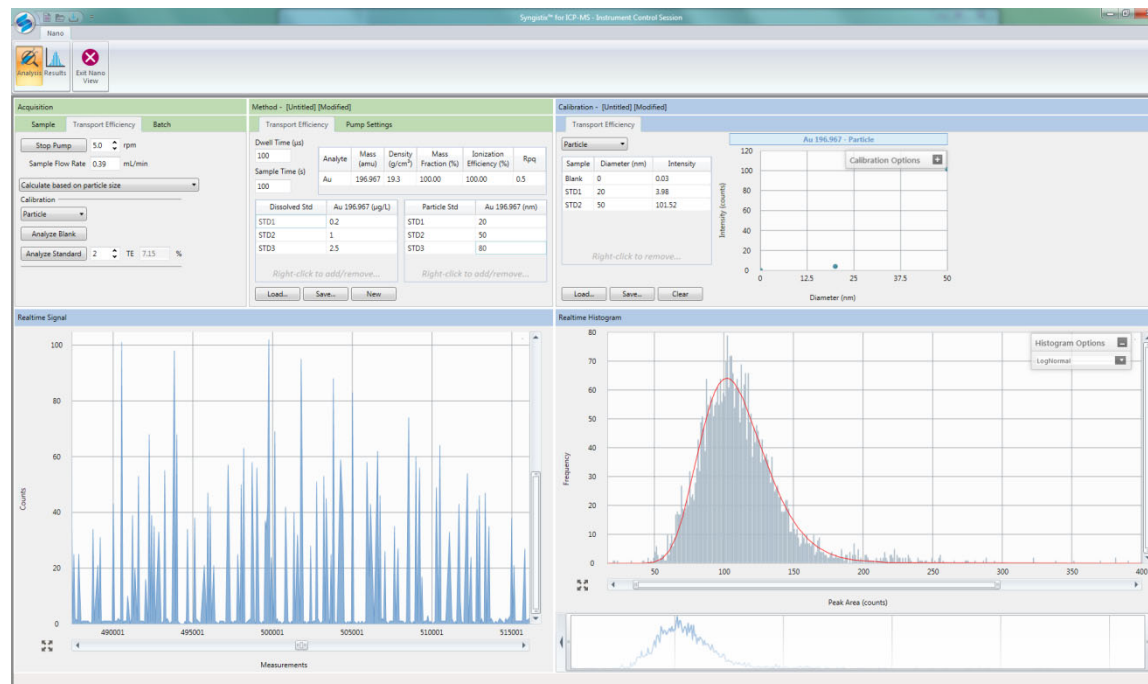 Syngistix™ for ICP-MS - Instrument Control Session
Nano
Analysis Results Exit Nano View
Acquisition
Sample Transport Efficiency Batch
Stop Pump 5.0 rpm
Sample Flow Rate 0.39 mL/min
Calculate based on particle size
Calibration
Particle
Analyze Blank
Analyze Standard 2 TE 7.15 %
Method - [Untitled] [Modified]
Transport Efficiency Pump Settings
Dwell Time (µs)
100
Sample Time (s)
100
Analyte Mass (amu) Density (g/cm³) Mass Fraction (%) Ionization Efficiency (%) Rpq
Au 196.967 19.3 100.00 100.00 0.5
Dissolved Std Au 196.967 (µg/L)
STD1 0.2
STD2 1
STD3 2.5
Right-click to add/remove...
Particle Std Au 196.967 (nm)
STD1 20
STD2 50
STD3 80
Right-click to add/remove...
Load... Save... New
Calibration - [Untitled] [Modified]
Transport Efficiency
Particle
Sample Diameter (nm) Intensity
Blank 0 0.03
STD1 20 3.98
STD2 50 101.52
Right-click to remove...
Load... Save... Clear
Au 196.967 - Particle
Calibration Options
Intensity (counts)
120
100
80
60
40
20
0
0 12.5 25 37.5 50
Diameter (nm)
Realtime Signal
Counts
100
80
60
40
20
0
490001 495001 500001 505001 510001 515001
Measurements
Realtime Histogram
Histogram Options
LogNormal
Frequency
80
70
60
50
40
30
20
10
0
50 100 150 200 250 300 350 400
Peak Area (counts)